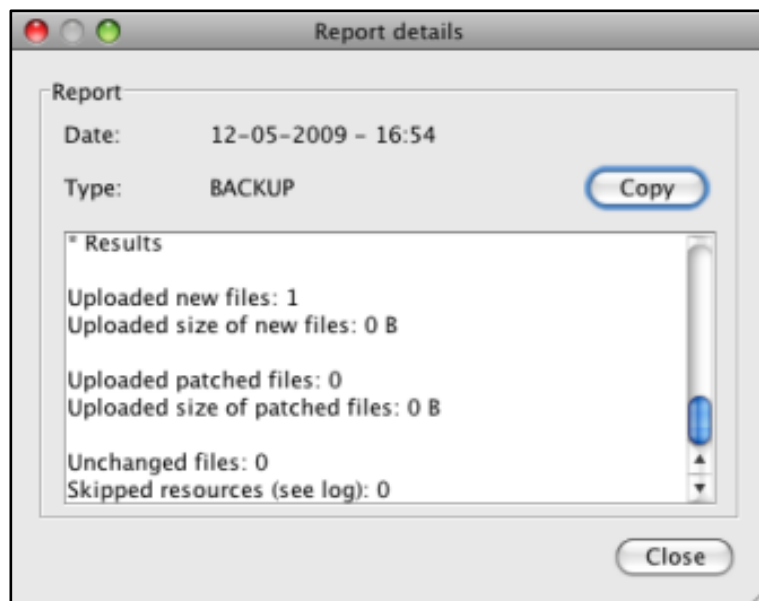 Report details
Report
Date: 12-05-2009 - 16:54
Type: BACKUP
Copy
* Results
Uploaded new files: 1
Uploaded size of new files: 0 B
Uploaded patched files: 0
Uploaded size of patched files: 0 B
Unchanged files: 0
Skipped resources (see log): 0
Close